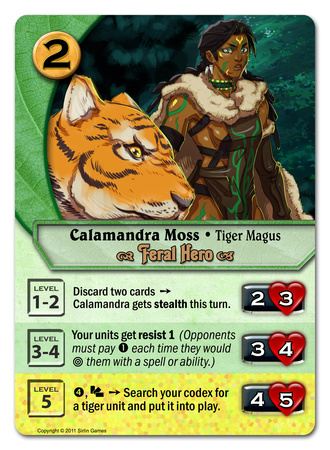 2
Calamandra Moss • Tiger Magus
Feral Hero
LEVEL
1-2
Discard two cards →
Calamandra gets stealth this turn.
2 3
LEVEL
3-4
Your units get resist 1 (Opponents
must pay ❶ each time they would
◎ them with a spell or ability.)
3 4
LEVEL
5
❹, → Search your codex for
a tiger unit and put it into play.
4 5
Copyright © 2011 Sirlin Games